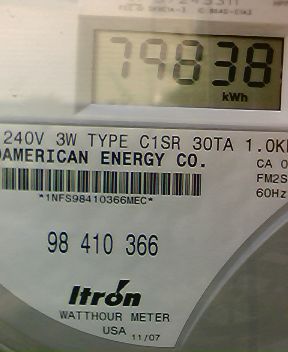 79838
kWh
240V 3W TYPE C1SR 30TA 1.0K
AMERICAN ENERGY CO.
CA 0
*1NFS98410366MEC*
FM2S
60Hz
98 410 366
Itron
WATTHOUR METER
USA 11/07